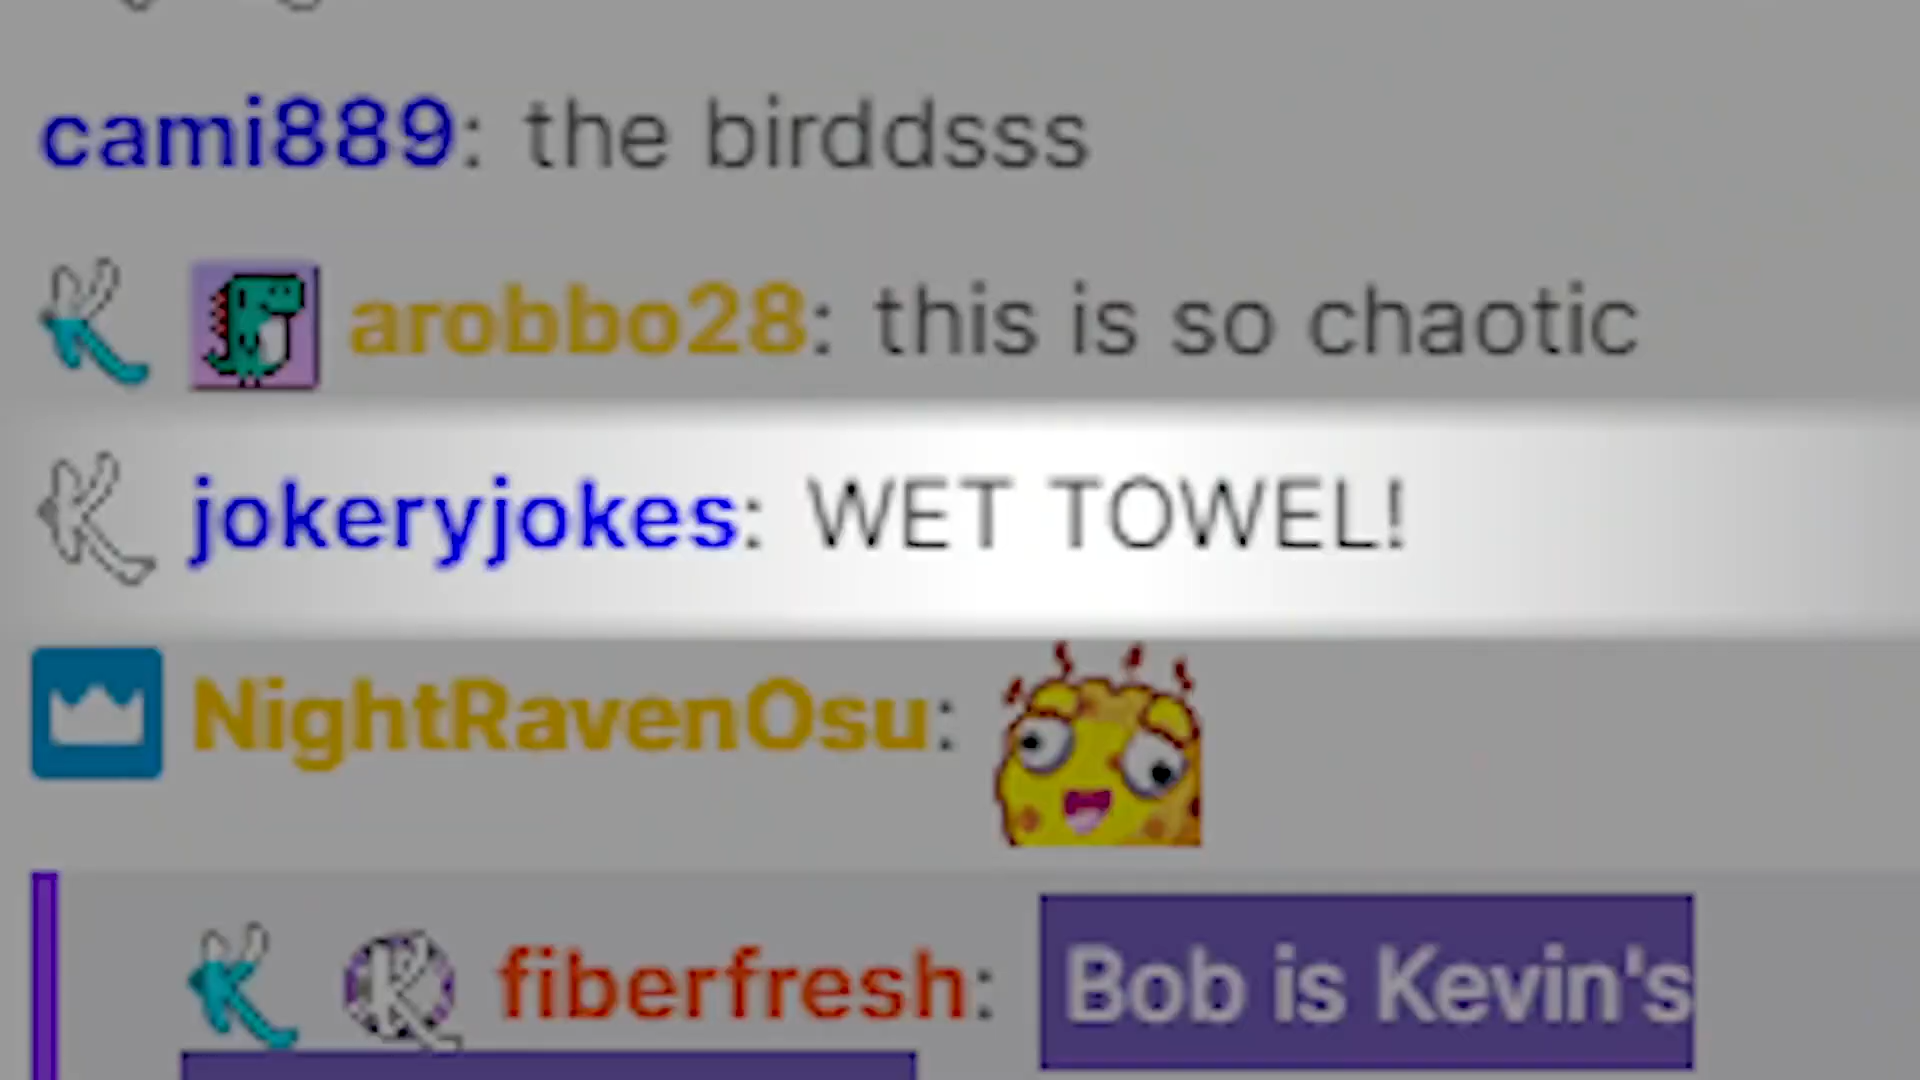 cami889: the birddsss
arobbo28: this is so chaotic
jokeryjokes: WET TOWEL!
NightRavenOsu:
fiberfresh: Bob is Kevin's